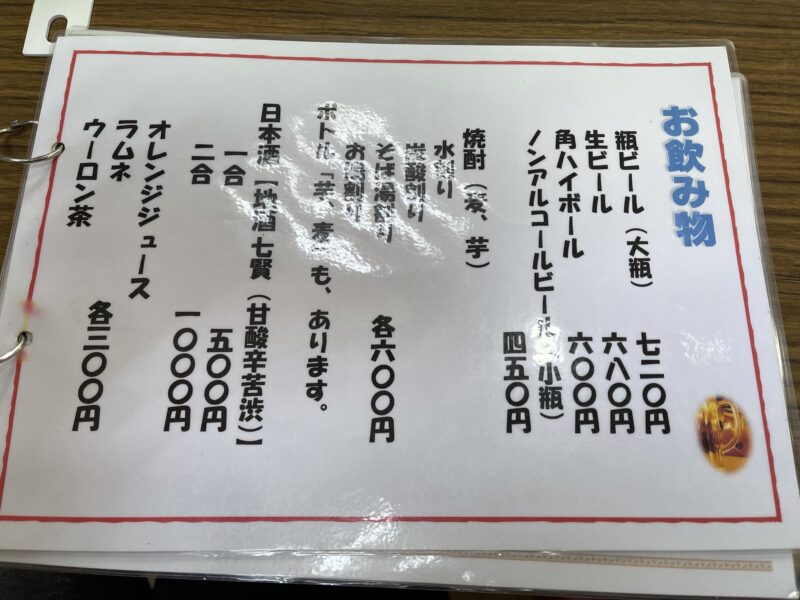 お飲み物
瓶ビール（大瓶） 七二〇円
生ビール 六八〇円
角ハイボール 六〇〇円
ノンアルコールビール（小瓶） 四五〇円
焼酎（麦、芋）
水割り
炭酸割り
そば湯割り 各六〇〇円
お湯割り
ボトル「芋、麦」も、あります。
日本酒【地酒七賢（甘酸辛苦渋）】
一合 五〇〇円
二合 一〇〇〇円
オレンジジュース
ラムネ
ウーロン茶 各三〇〇円